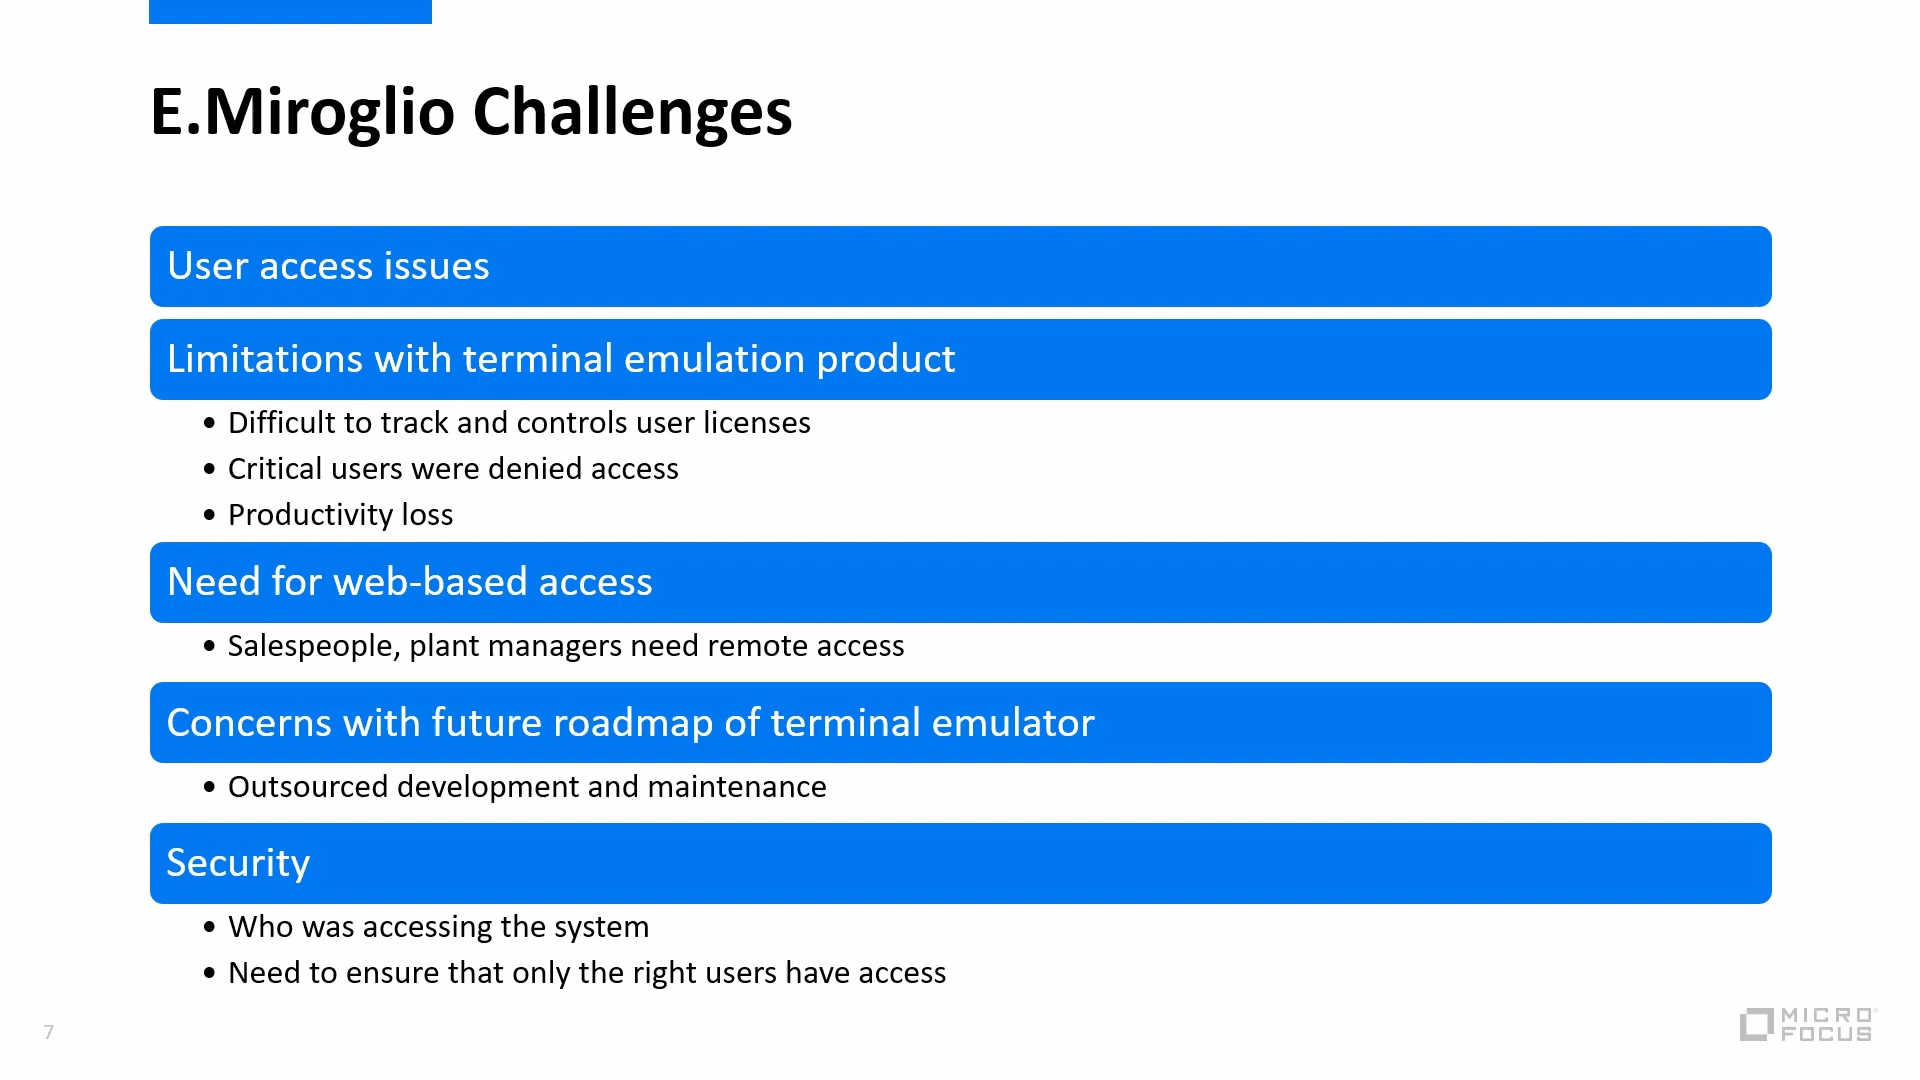 E.Miroglio Challenges
User access issues
Limitations with terminal emulation product
• Difficult to track and controls user licenses
• Critical users were denied access
• Productivity loss
Need for web-based access
• Salespeople, plant managers need remote access
Concerns with future roadmap of terminal emulator
• Outsourced development and maintenance
Security
• Who was accessing the system
• Need to ensure that only the right users have access
7
MICRO
FOCUS